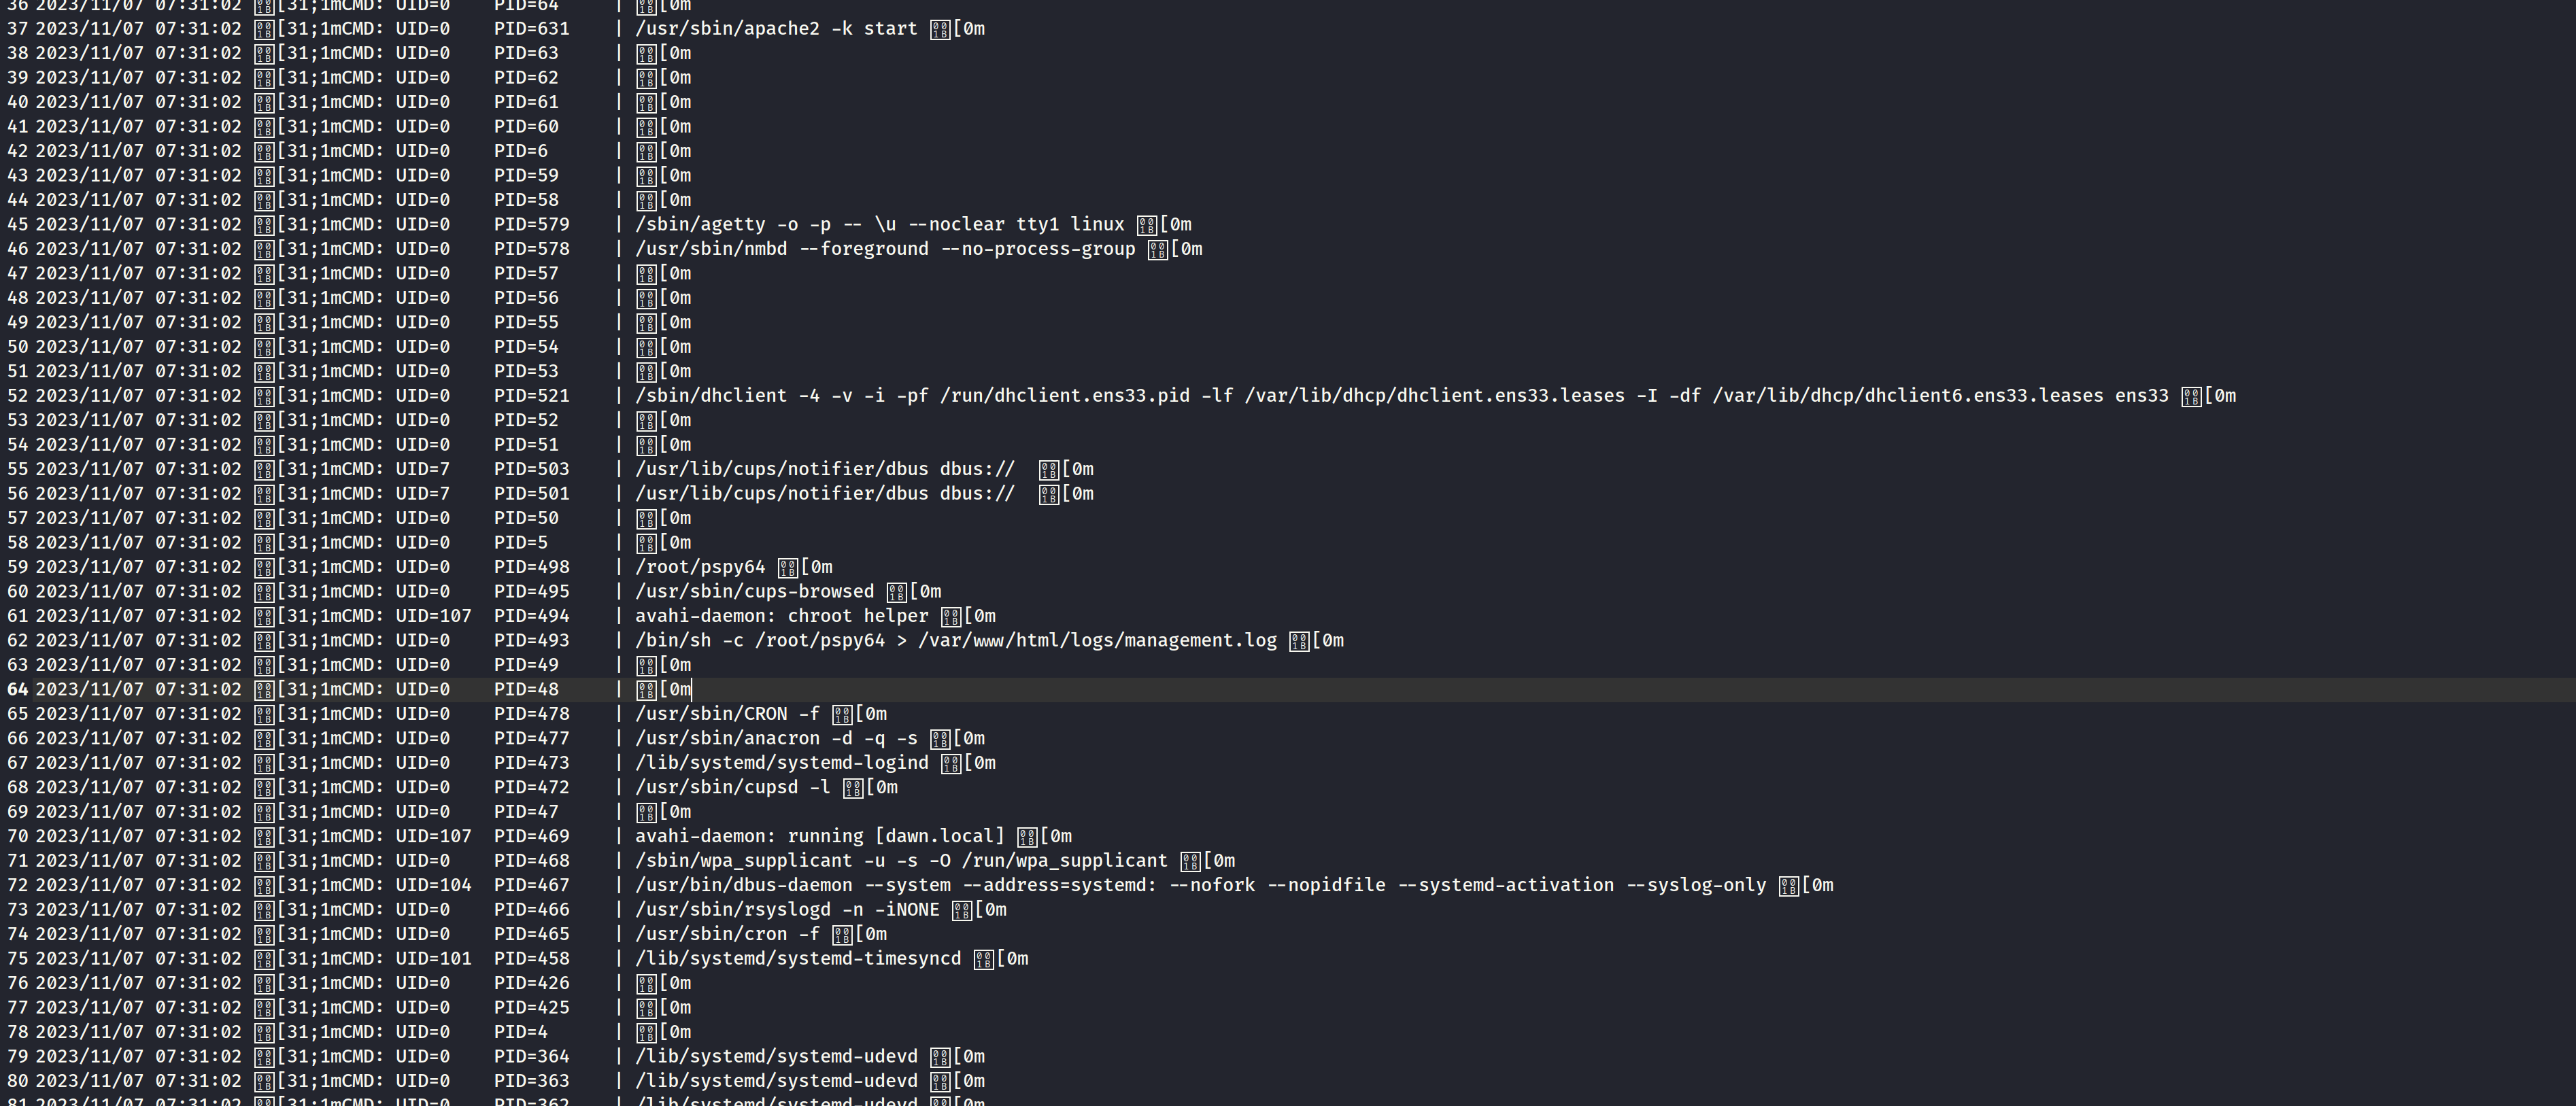 36 2023/11/07 07:31:02 [31;1mCMD: UID=0 PID=64 | [0m
37 2023/11/07 07:31:02 [31;1mCMD: UID=0 PID=631 | /usr/sbin/apache2 -k start [0m
38 2023/11/07 07:31:02 [31;1mCMD: UID=0 PID=63 | [0m
39 2023/11/07 07:31:02 [31;1mCMD: UID=0 PID=62 | [0m
40 2023/11/07 07:31:02 [31;1mCMD: UID=0 PID=61 | [0m
41 2023/11/07 07:31:02 [31;1mCMD: UID=0 PID=60 | [0m
42 2023/11/07 07:31:02 [31;1mCMD: UID=0 PID=6 | [0m
43 2023/11/07 07:31:02 [31;1mCMD: UID=0 PID=59 | [0m
44 2023/11/07 07:31:02 [31;1mCMD: UID=0 PID=58 | [0m
45 2023/11/07 07:31:02 [31;1mCMD: UID=0 PID=579 | /sbin/agetty -o -p -- \u --noclear tty1 linux [0m
46 2023/11/07 07:31:02 [31;1mCMD: UID=0 PID=578 | /usr/sbin/nmbd --foreground --no-process-group [0m
47 2023/11/07 07:31:02 [31;1mCMD: UID=0 PID=57 | [0m
48 2023/11/07 07:31:02 [31;1mCMD: UID=0 PID=56 | [0m
49 2023/11/07 07:31:02 [31;1mCMD: UID=0 PID=55 | [0m
50 2023/11/07 07:31:02 [31;1mCMD: UID=0 PID=54 | [0m
51 2023/11/07 07:31:02 [31;1mCMD: UID=0 PID=53 | [0m
52 2023/11/07 07:31:02 [31;1mCMD: UID=0 PID=521 | /sbin/dhclient -4 -v -i -pf /run/dhclient.ens33.pid -lf /var/lib/dhcp/dhclient.ens33.leases -I -df /var/lib/dhcp/dhclient6.ens33.leases ens33 [0m
53 2023/11/07 07:31:02 [31;1mCMD: UID=0 PID=52 | [0m
54 2023/11/07 07:31:02 [31;1mCMD: UID=0 PID=51 | [0m
55 2023/11/07 07:31:02 [31;1mCMD: UID=7 PID=503 | /usr/lib/cups/notifier/dbus dbus:// [0m
56 2023/11/07 07:31:02 [31;1mCMD: UID=7 PID=501 | /usr/lib/cups/notifier/dbus dbus:// [0m
57 2023/11/07 07:31:02 [31;1mCMD: UID=0 PID=50 | [0m
58 2023/11/07 07:31:02 [31;1mCMD: UID=0 PID=5 | [0m
59 2023/11/07 07:31:02 [31;1mCMD: UID=0 PID=498 | /root/pspy64 [0m
60 2023/11/07 07:31:02 [31;1mCMD: UID=0 PID=495 | /usr/sbin/cups-browsed [0m
61 2023/11/07 07:31:02 [31;1mCMD: UID=107 PID=494 | avahi-daemon: chroot helper [0m
62 2023/11/07 07:31:02 [31;1mCMD: UID=0 PID=493 | /bin/sh -c /root/pspy64 > /var/www/html/logs/management.log [0m
63 2023/11/07 07:31:02 [31;1mCMD: UID=0 PID=49 | [0m
64 2023/11/07 07:31:02 [31;1mCMD: UID=0 PID=48 | [0m
65 2023/11/07 07:31:02 [31;1mCMD: UID=0 PID=478 | /usr/sbin/CRON -f [0m
66 2023/11/07 07:31:02 [31;1mCMD: UID=0 PID=477 | /usr/sbin/anacron -d -q -s [0m
67 2023/11/07 07:31:02 [31;1mCMD: UID=0 PID=473 | /lib/systemd/systemd-logind [0m
68 2023/11/07 07:31:02 [31;1mCMD: UID=0 PID=472 | /usr/sbin/cupsd -l [0m
69 2023/11/07 07:31:02 [31;1mCMD: UID=0 PID=47 | [0m
70 2023/11/07 07:31:02 [31;1mCMD: UID=107 PID=469 | avahi-daemon: running [dawn.local] [0m
71 2023/11/07 07:31:02 [31;1mCMD: UID=0 PID=468 | /sbin/wpa_supplicant -u -s -O /run/wpa_supplicant [0m
72 2023/11/07 07:31:02 [31;1mCMD: UID=104 PID=467 | /usr/bin/dbus-daemon --system --address=systemd: --nofork --nopidfile --systemd-activation --syslog-only [0m
73 2023/11/07 07:31:02 [31;1mCMD: UID=0 PID=466 | /usr/sbin/rsyslogd -n -iNONE [0m
74 2023/11/07 07:31:02 [31;1mCMD: UID=0 PID=465 | /usr/sbin/cron -f [0m
75 2023/11/07 07:31:02 [31;1mCMD: UID=101 PID=458 | /lib/systemd/systemd-timesyncd [0m
76 2023/11/07 07:31:02 [31;1mCMD: UID=0 PID=426 | [0m
77 2023/11/07 07:31:02 [31;1mCMD: UID=0 PID=425 | [0m
78 2023/11/07 07:31:02 [31;1mCMD: UID=0 PID=4 | [0m
79 2023/11/07 07:31:02 [31;1mCMD: UID=0 PID=364 | /lib/systemd/systemd-udevd [0m
80 2023/11/07 07:31:02 [31;1mCMD: UID=0 PID=363 | /lib/systemd/systemd-udevd [0m
81 2023/11/07 07:31:02 [31;1mCMD: UID=0 PID=362 | /lib/systemd/systemd-udevd [0m